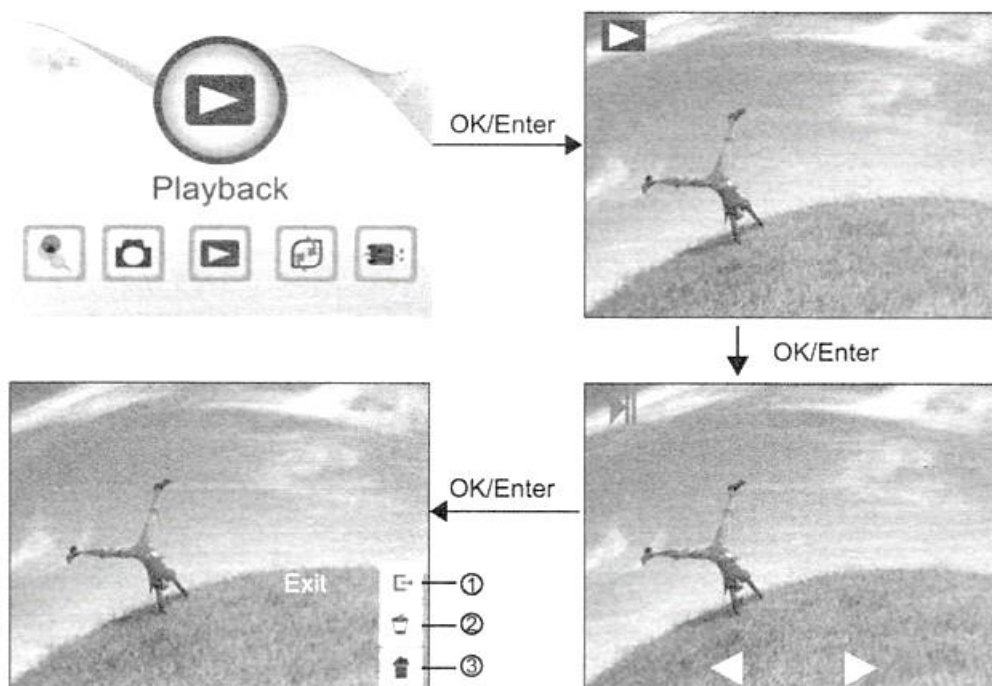 OK/Enter
Playback
OK/Enter
OK/Enter
Exit
①
②
③